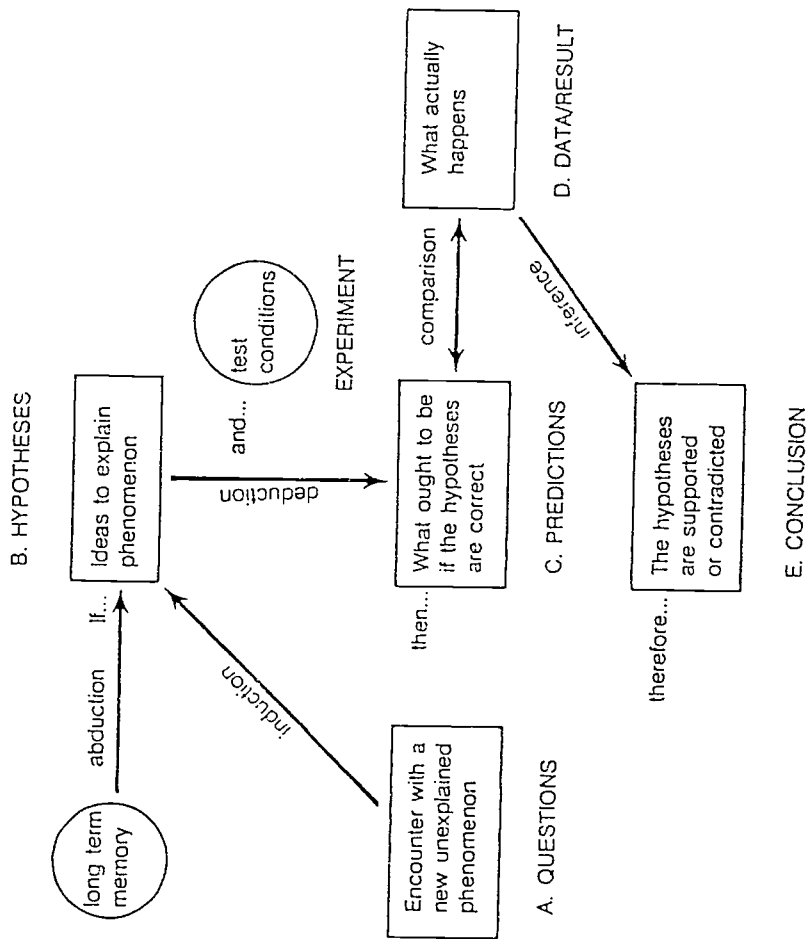 B. HYPOTHESES
long term
memory
abduction
If...
Ideas to explain
phenomenon
induction
deduction
and...
test
conditions
EXPERIMENT
Encounter with a
new unexplained
phenomenon
A. QUESTIONS
then...
What ought to be
if the hypotheses
are correct
C. PREDICTIONS
comparison
What actually
happens
D. DATA/RESULT
inference
therefore...
The hypotheses
are supported
or contradicted
E. CONCLUSION